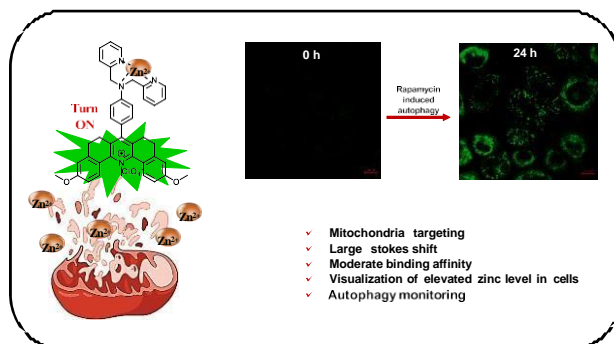 Zn2+
N
N
N
Turn
ON
N
ClO4
O
O
Zn2+
Zn2+
Zn2+
Zn2+
Zn2+
0 h
Rapamycin
induced
autophagy
24 h
✓ Mitochondria targeting
✓ Large stokes shift
✓ Moderate binding affinity
✓ Visualization of elevated zinc level in cells
✓ Autophagy monitoring